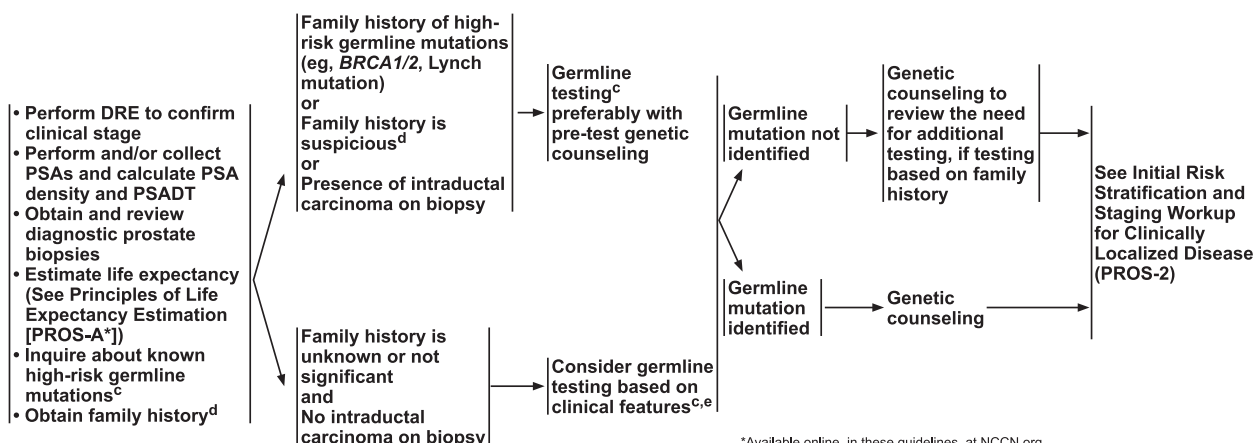 • Perform DRE to confirm
clinical stage
• Perform and/or collect
PSAs and calculate PSA
density and PSADT
• Obtain and review
diagnostic prostate
biopsies
• Estimate life expectancy
(See Principles of Life
Expectancy Estimation
[PROS-A*])
• Inquire about known
high-risk germline
mutationsc
• Obtain family historyd
Family history of high-
risk germline mutations
(eg, BRCA1/2, Lynch
mutation)
or
Family history is
suspiciousd
or
Presence of intraductal
carcinoma on biopsy
Family history is
unknown or not
significant
and
No intraductal
carcinoma on biopsy
Germline
testingc
preferably with
pre-test genetic
counseling
Consider germline
testing based on
clinical featuresc,e
Germline
mutation not
identified
Germline
mutation
identified
Genetic
counseling to
review the need
for additional
testing, if testing
based on family
history
Genetic
counseling
See Initial Risk
Stratification and
Staging Workup
for Clinically
Localized Disease
(PROS-2)
*Available online, in these guidelines, at NCCN.org.